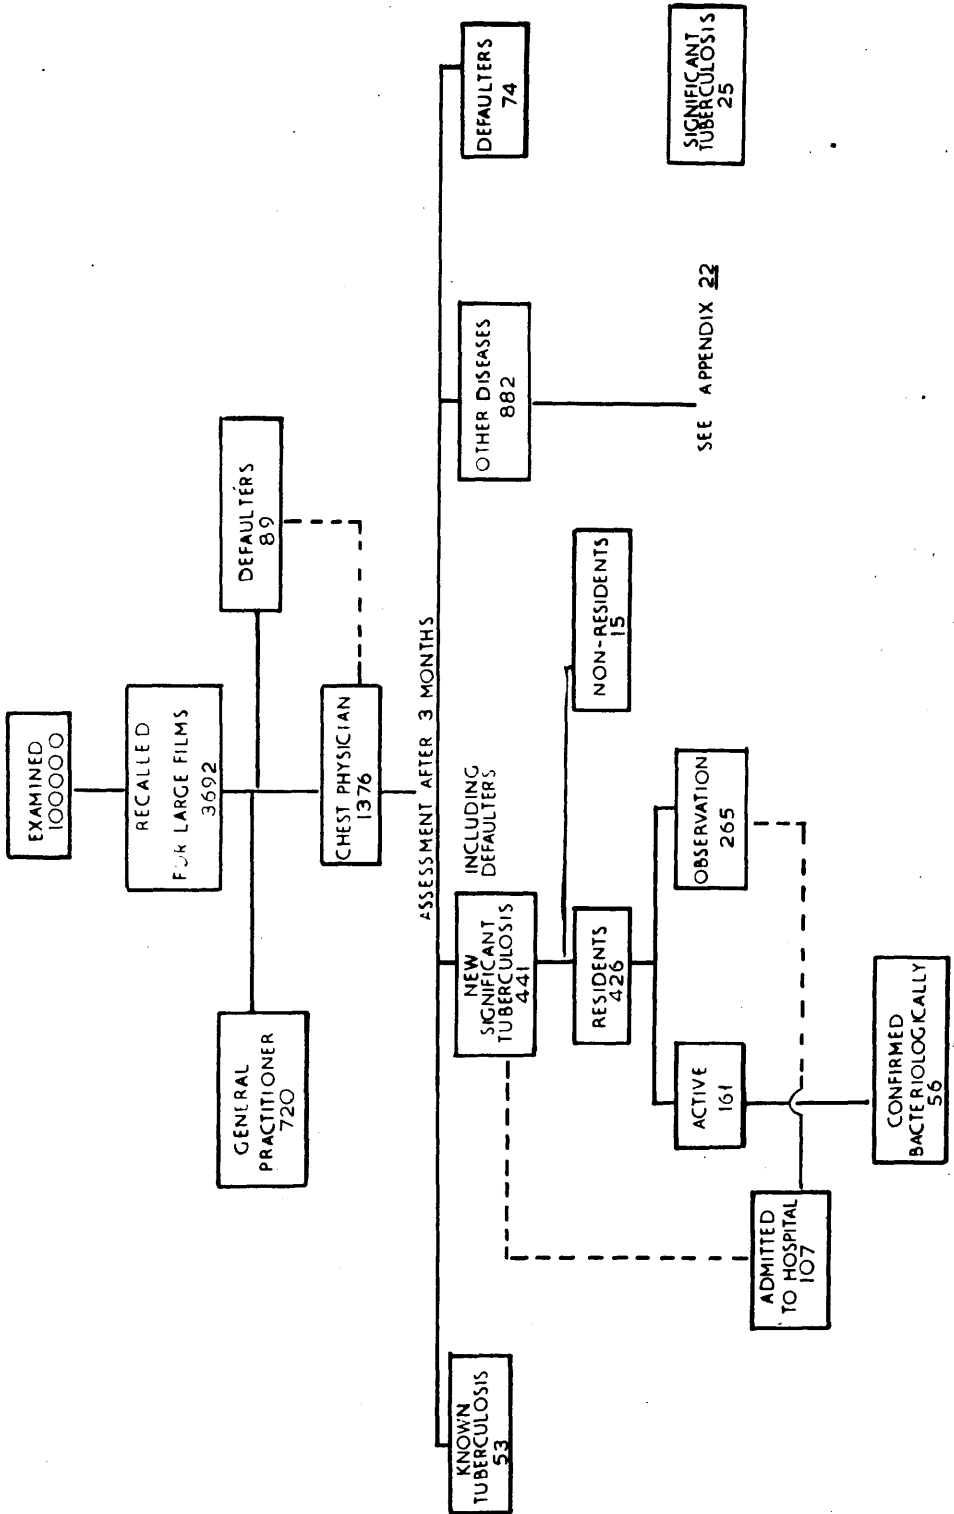 EXAMINED
100000
RECALLED
FOR LARGE FILMS
3692
GENERAL
PRACTITIONER
720
DEFAULTERS
89
CHEST PHYSICIAN
1376
ASSESSMENT AFTER 3 MONTHS
KNOWN
TUBERCULOSIS
53
NEW
SIGNIFICANT
TUBERCULOSIS
441
INCLUDING
DEFAULTERS
OTHER DISEASES
882
DEFAULTERS
74
RESIDENTS
426
NON-RESIDENTS
15
ACTIVE
161
OBSERVATION
265
SEE APPENDIX 22
SIGNIFICANT
TUBERCULOSIS
25
ADMITTED
TO HOSPITAL
107
CONFIRMED
BACTERIOLOGICALLY
56